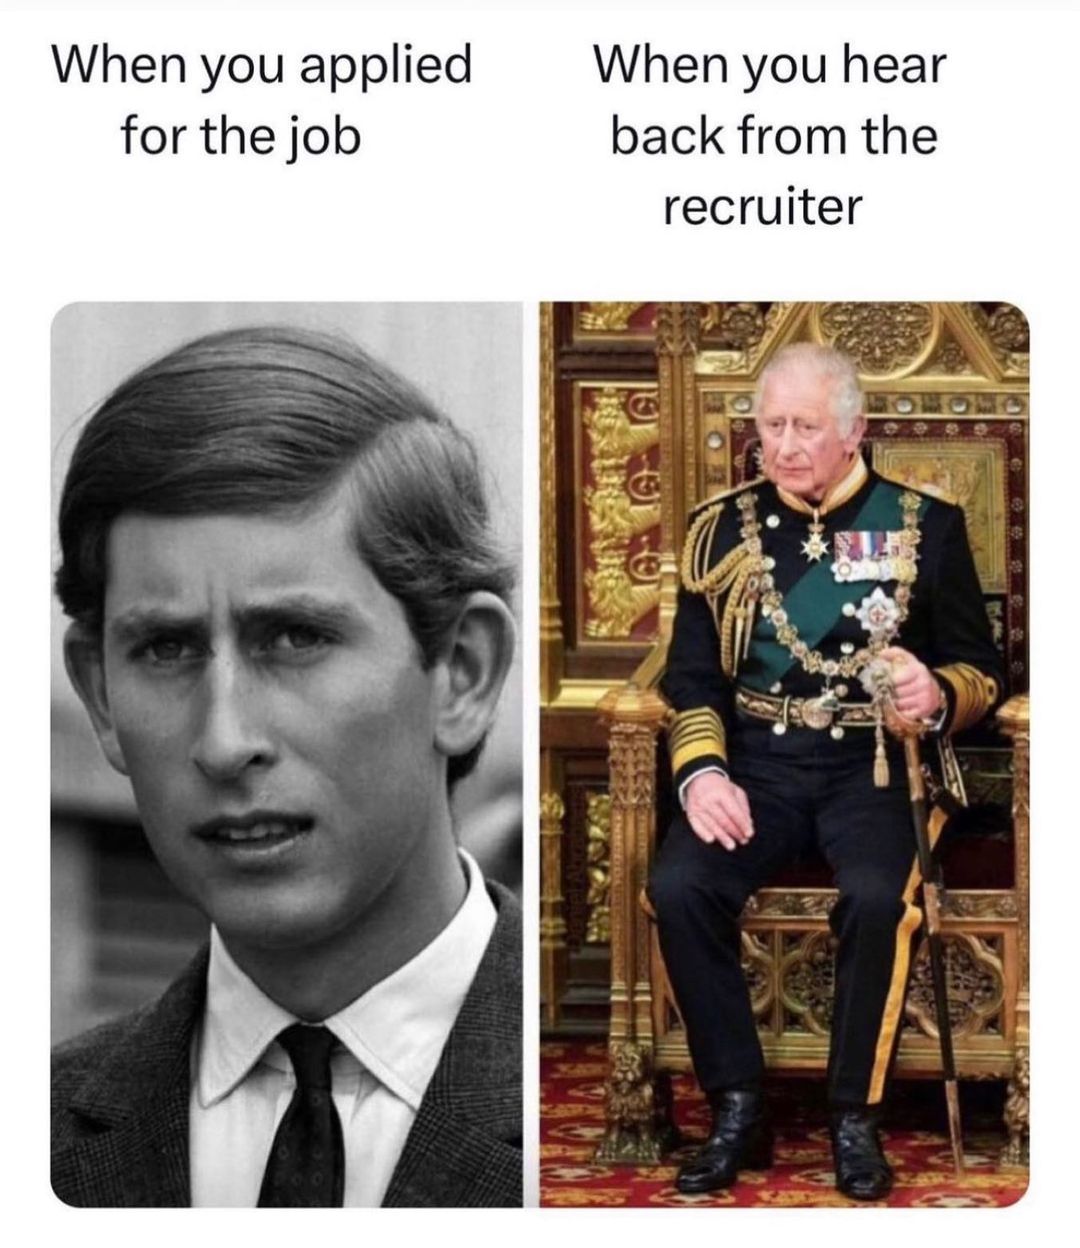 When you applied
for the job
When you hear
back from the
recruiter